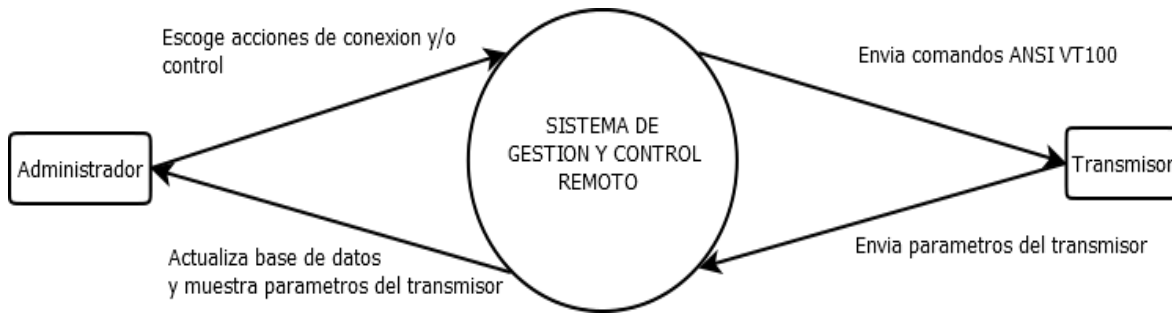 Escoge acciones de conexion y/o
control
Envia comandos ANSI VT100
Administrador
SISTEMA DE
GESTION Y CONTROL
REMOTO
Transmisor
Actualiza base de datos
y muestra parametros del transmisor
Envia parametros del transmisor